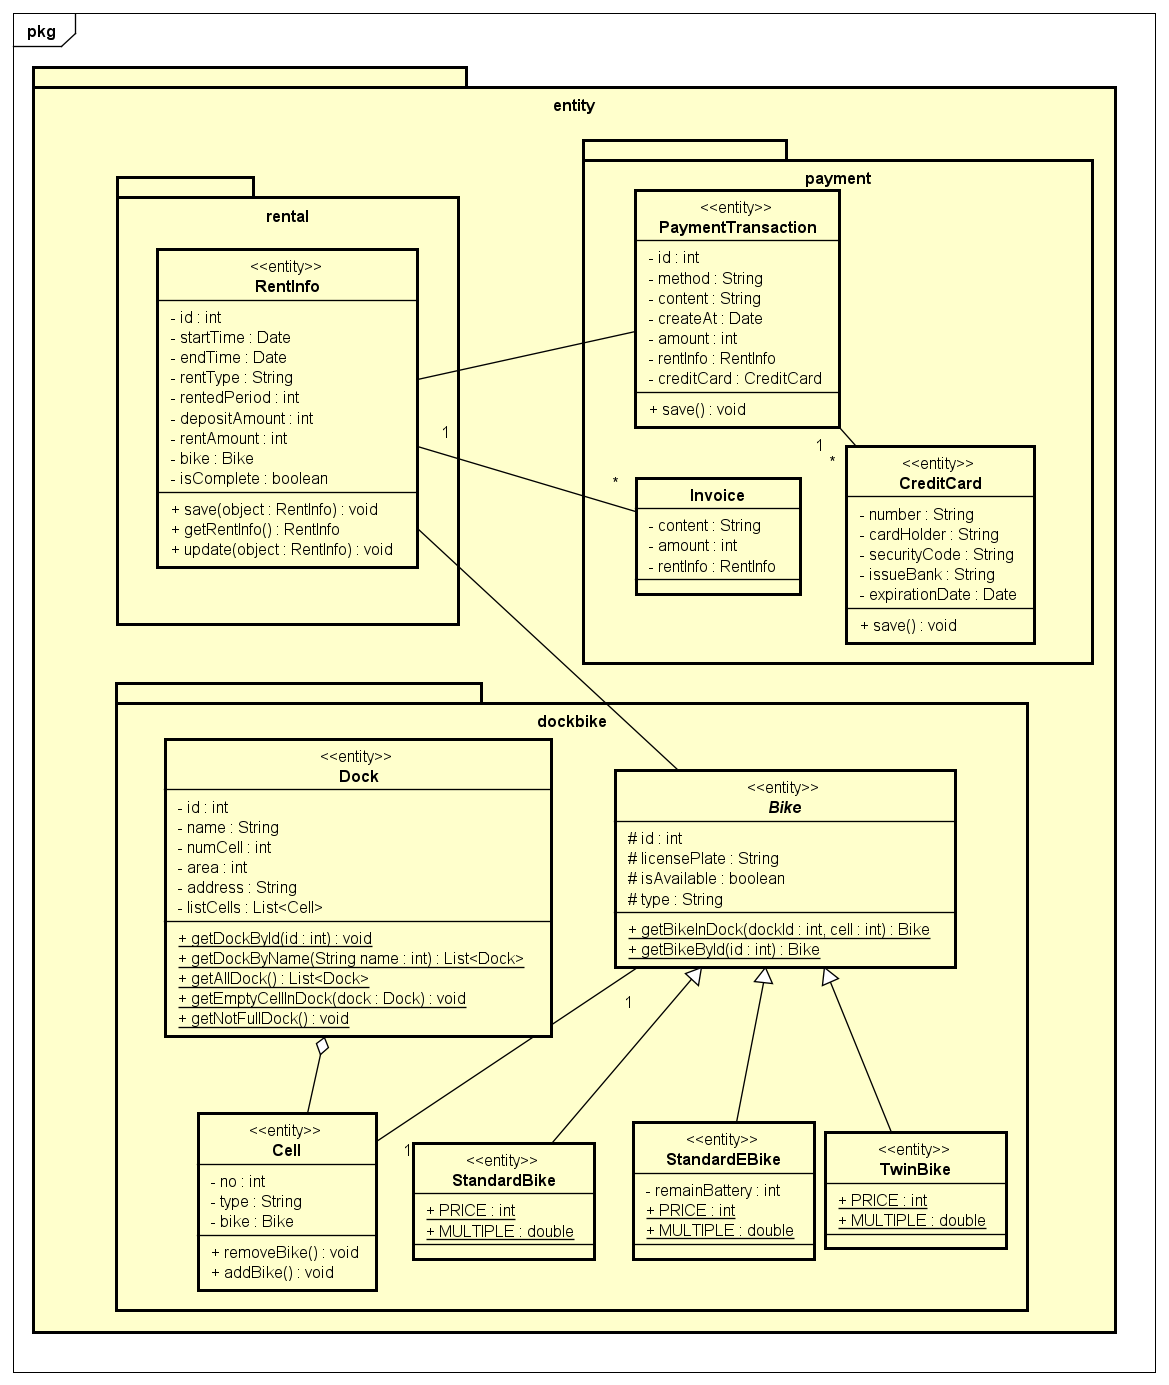 pkg
entity
rental
<<entity>>
RentInfo
- id : int
- startTime : Date
- endTime : Date
- rentType : String
- rentedPeriod : int
- depositAmount : int
- rentAmount : int
- bike : Bike
- isComplete : boolean
+ save(object : RentInfo) : void
+ getRentInfo() : RentInfo
+ update(object : RentInfo) : void
payment
<<entity>>
PaymentTransaction
- id : int
- method : String
- content : String
- createAt : Date
- amount : int
- rentInfo : RentInfo
- creditCard : CreditCard
+ save() : void
1
*
1
*
Invoice
- content : String
- amount : int
- rentInfo : RentInfo
<<entity>>
CreditCard
- number : String
- cardHolder : String
- securityCode : String
- issueBank : String
- expirationDate : Date
+ save() : void
dockbike
<<entity>>
Dock
- id : int
- name : String
- numCell : int
- area : int
- address : String
- listCells : List<Cell>
+ getDockById(id : int) : void
+ getDockByName(String name : int) : List<Dock>
+ getAllDock() : List<Dock>
+ getEmptyCellInDock(dock : Dock) : void
+ getNotFullDock() : void
<<entity>>
Bike
# id : int
# licensePlate : String
# isAvailable : boolean
# type : String
+ getBikeInDock(dockId : int, cell : int) : Bike
+ getBikeById(id : int) : Bike
1
1
<<entity>>
Cell
- no : int
- type : String
- bike : Bike
+ removeBike() : void
+ addBike() : void
<<entity>>
StandardBike
+ PRICE : int
+ MULTIPLE : double
<<entity>>
StandardEBike
- remainBattery : int
+ PRICE : int
+ MULTIPLE : double
<<entity>>
TwinBike
+ PRICE : int
+ MULTIPLE : double